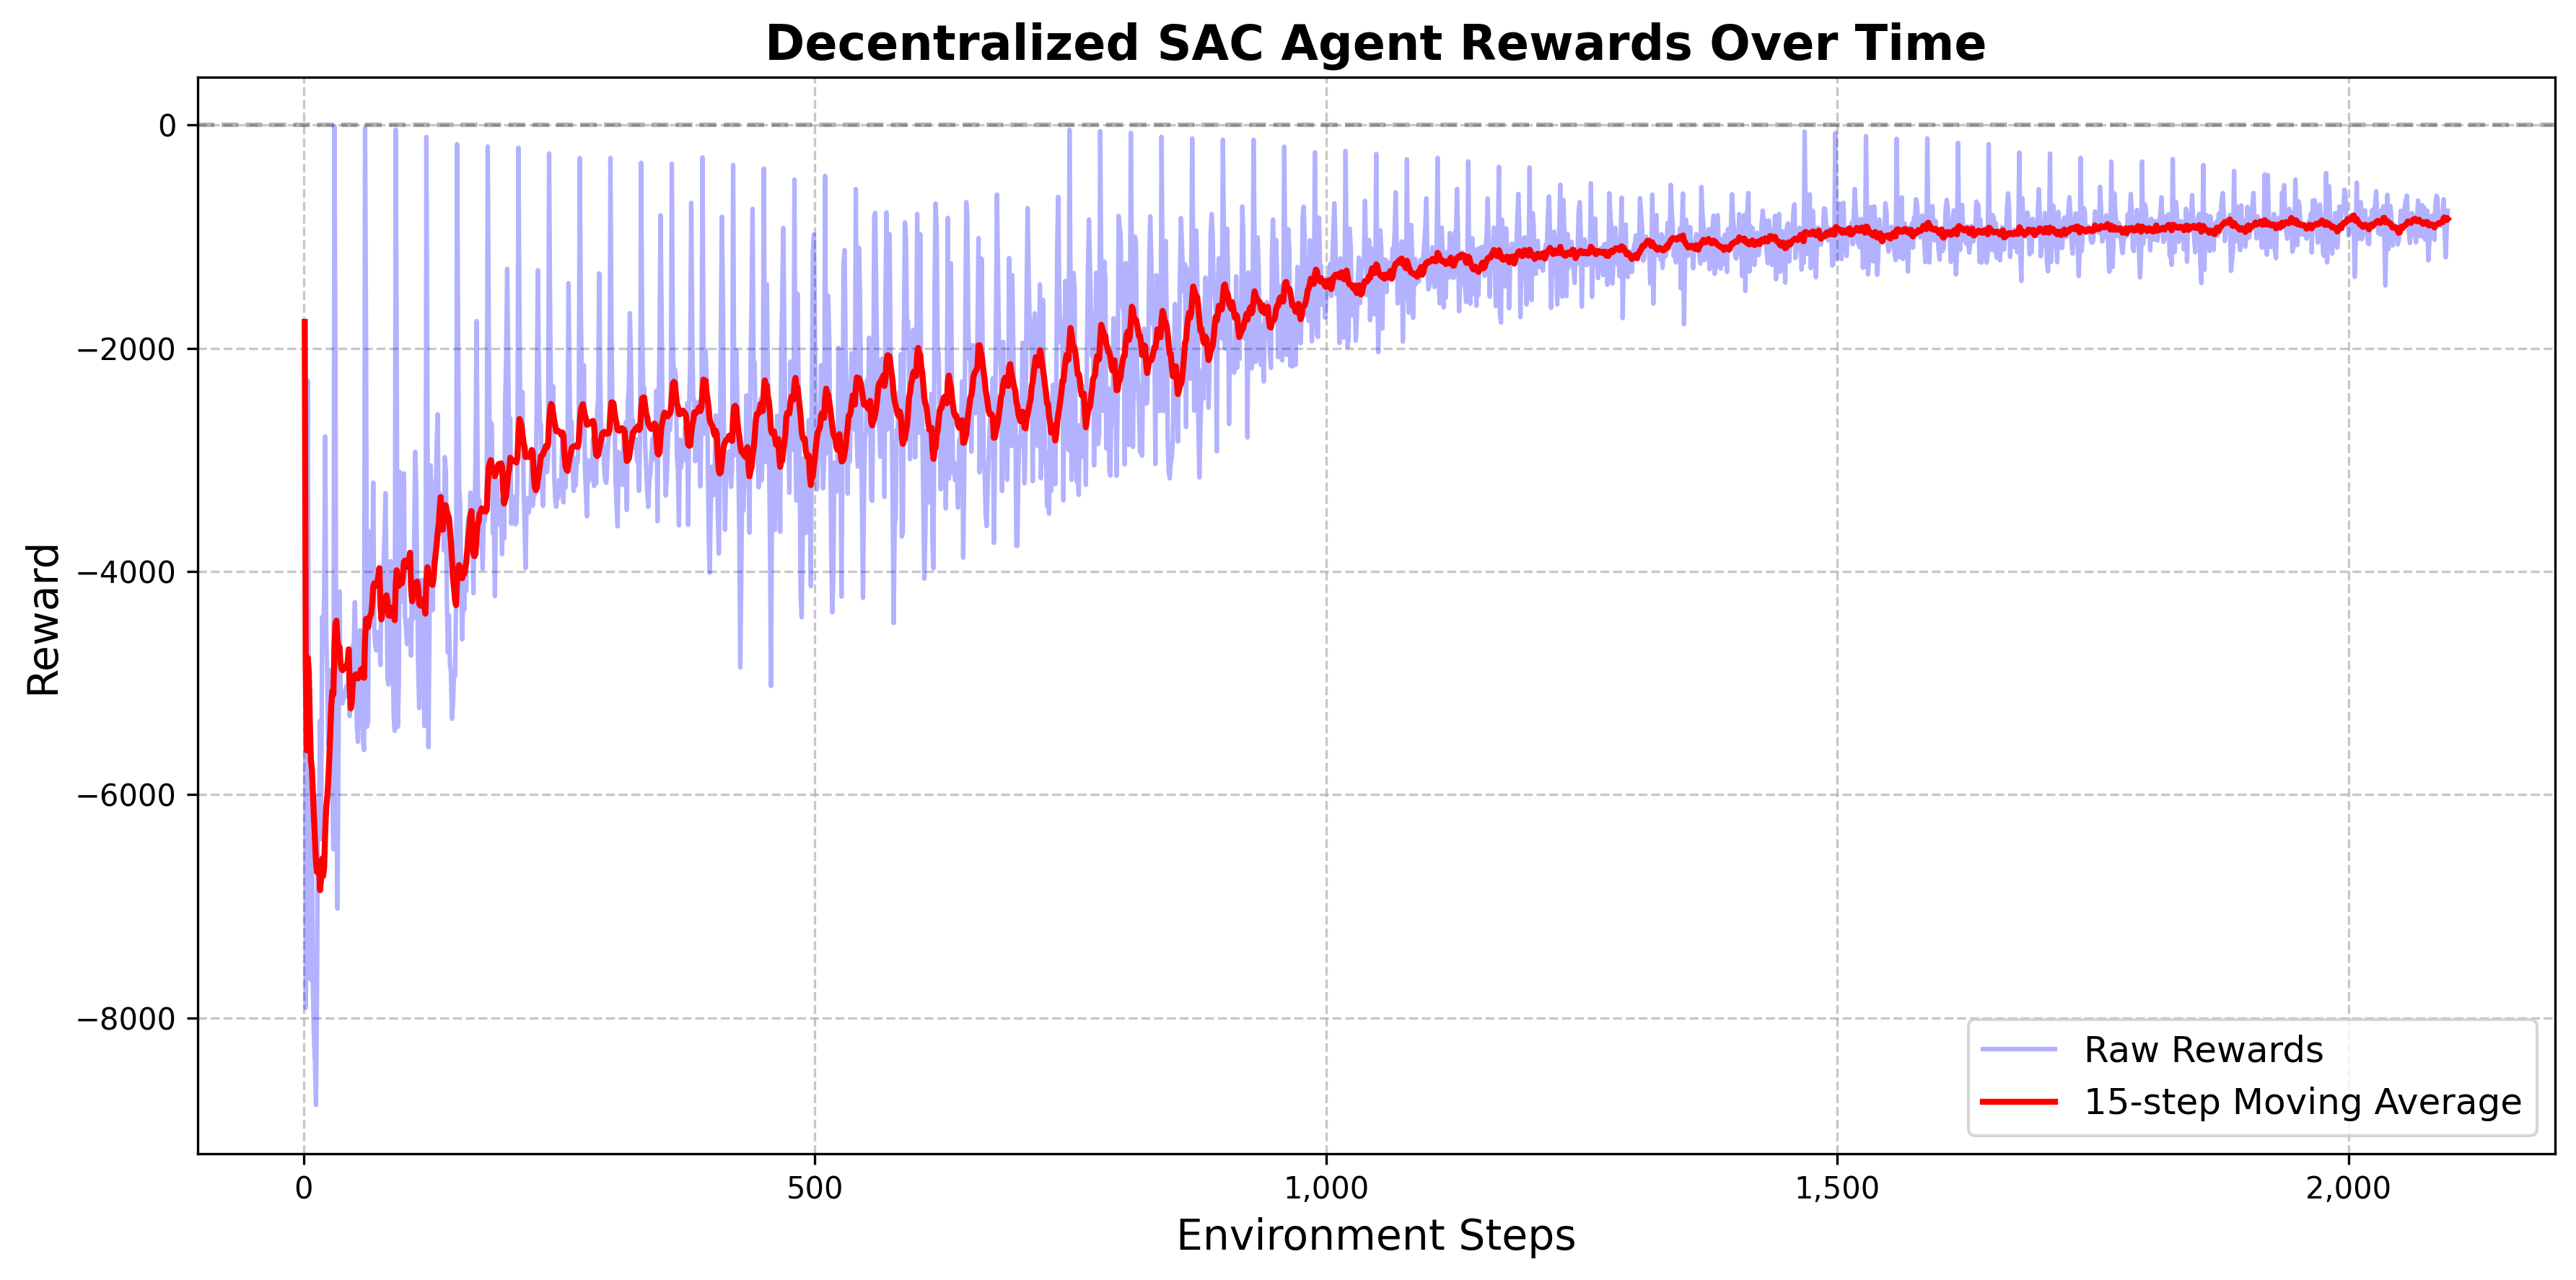 Decentralized SAC Agent Rewards Over Time
Reward
0
−2000
−4000
−6000
−8000
0
500
1,000
1,500
2,000
Environment Steps
Raw Rewards
15-step Moving Average